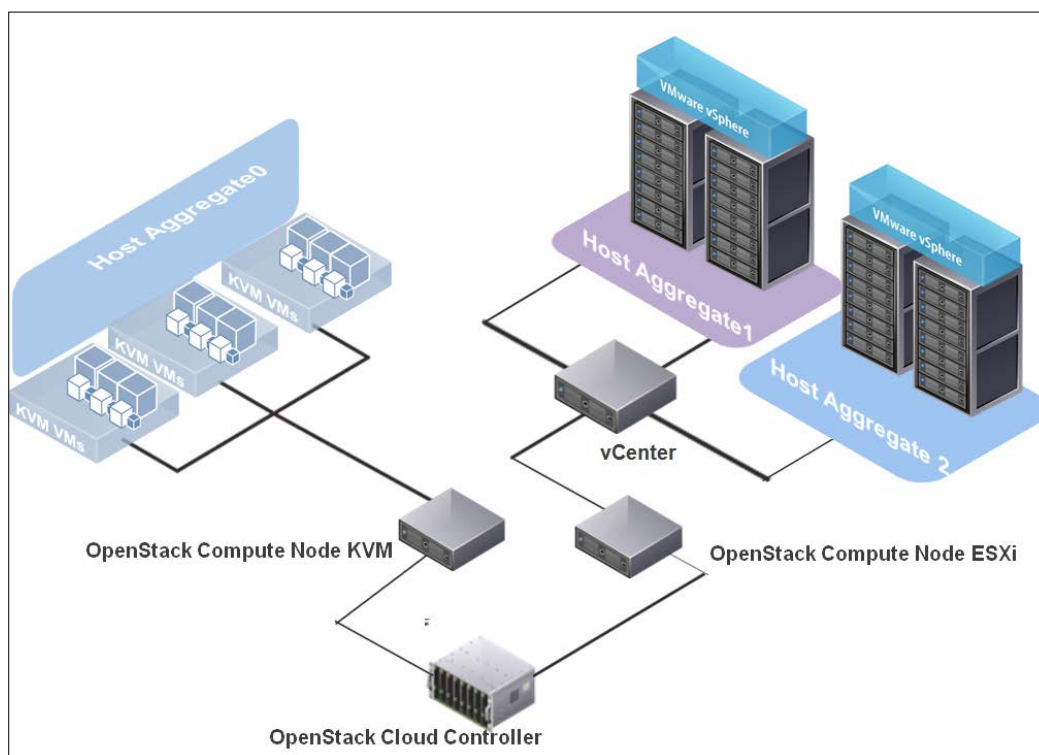 VMware vSphere
VMware vSphere
Host Aggregate0
Host Aggregate1
KVM VMs
KVM VMs
KVM VMs
Host Aggregate 2
vCenter
OpenStack Compute Node KVM
OpenStack Compute Node ESXi
OpenStack Cloud Controller